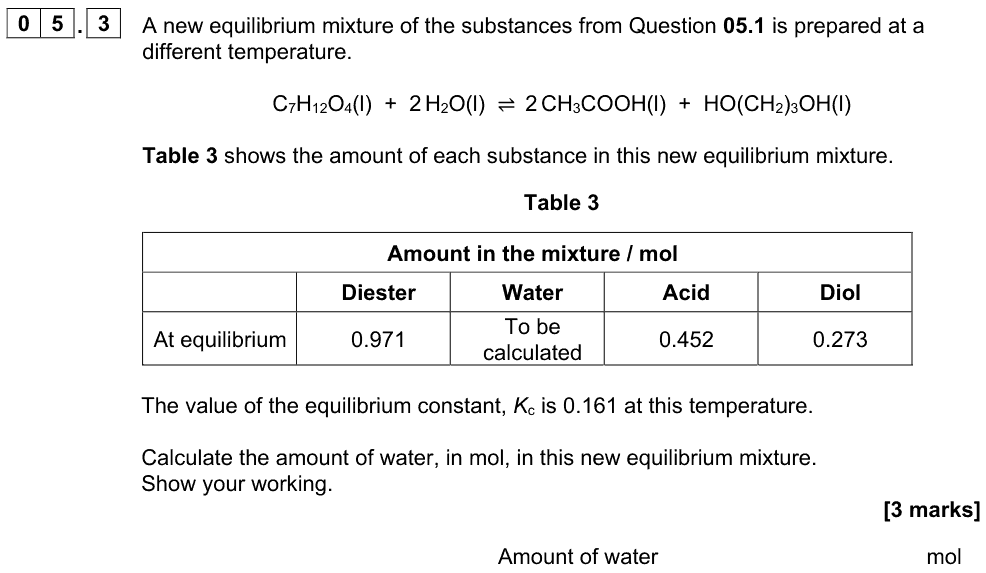 0 5 . 3 A new equilibrium mixture of the substances from Question 05.1 is prepared at a
different temperature.
C₇H₁₂O₄(l) + 2 H₂O(l) ⇌ 2 CH₃COOH(l) + HO(CH₂)₃OH(l)
Table 3 shows the amount of each substance in this new equilibrium mixture.
Table 3
Amount in the mixture / mol
Diester Water Acid Diol
At equilibrium 0.971 To be calculated 0.452 0.273
The value of the equilibrium constant, Kc is 0.161 at this temperature.
Calculate the amount of water, in mol, in this new equilibrium mixture.
Show your working.
[3 marks]
Amount of water mol